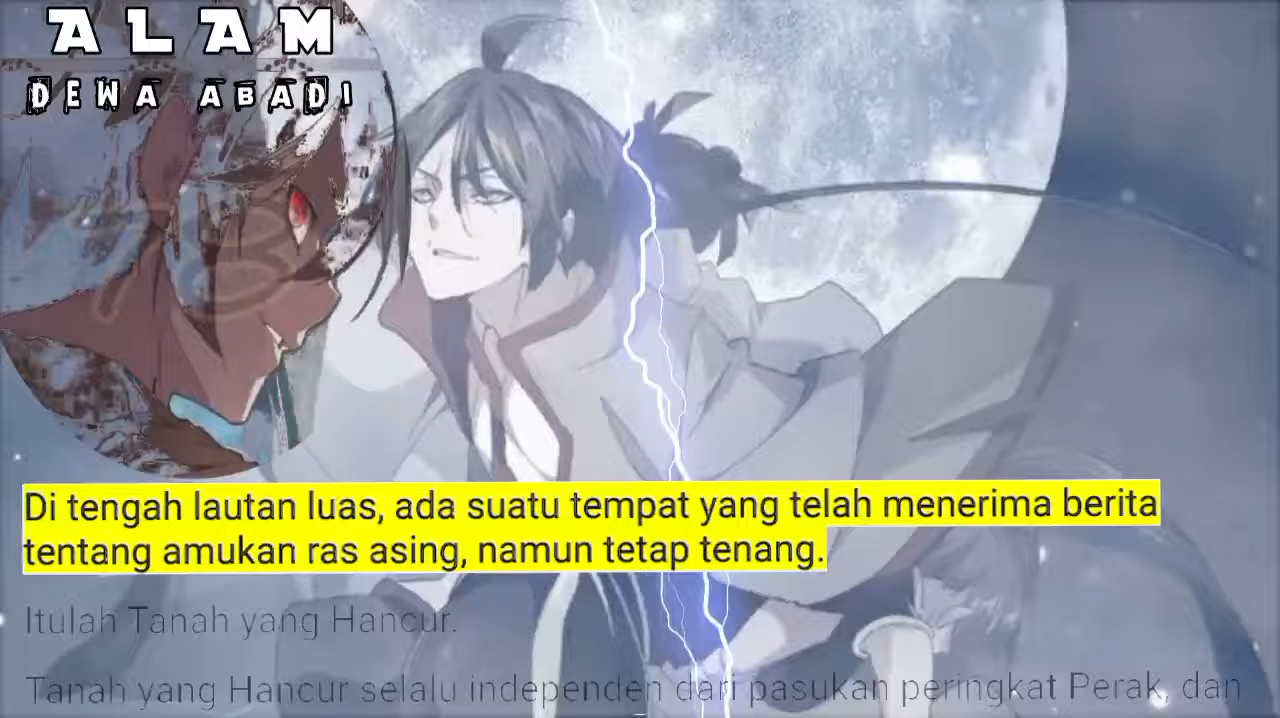 ALAM
DEWA ABADI
Di tengah lautan luas, ada suatu tempat yang telah menerima berita
tentang amukan ras asing, namun tetap tenang.
Itulah Tanah yang Hancur.
Tanah yang Hancur selalu independen dari pasukan peringkat Perak, dan